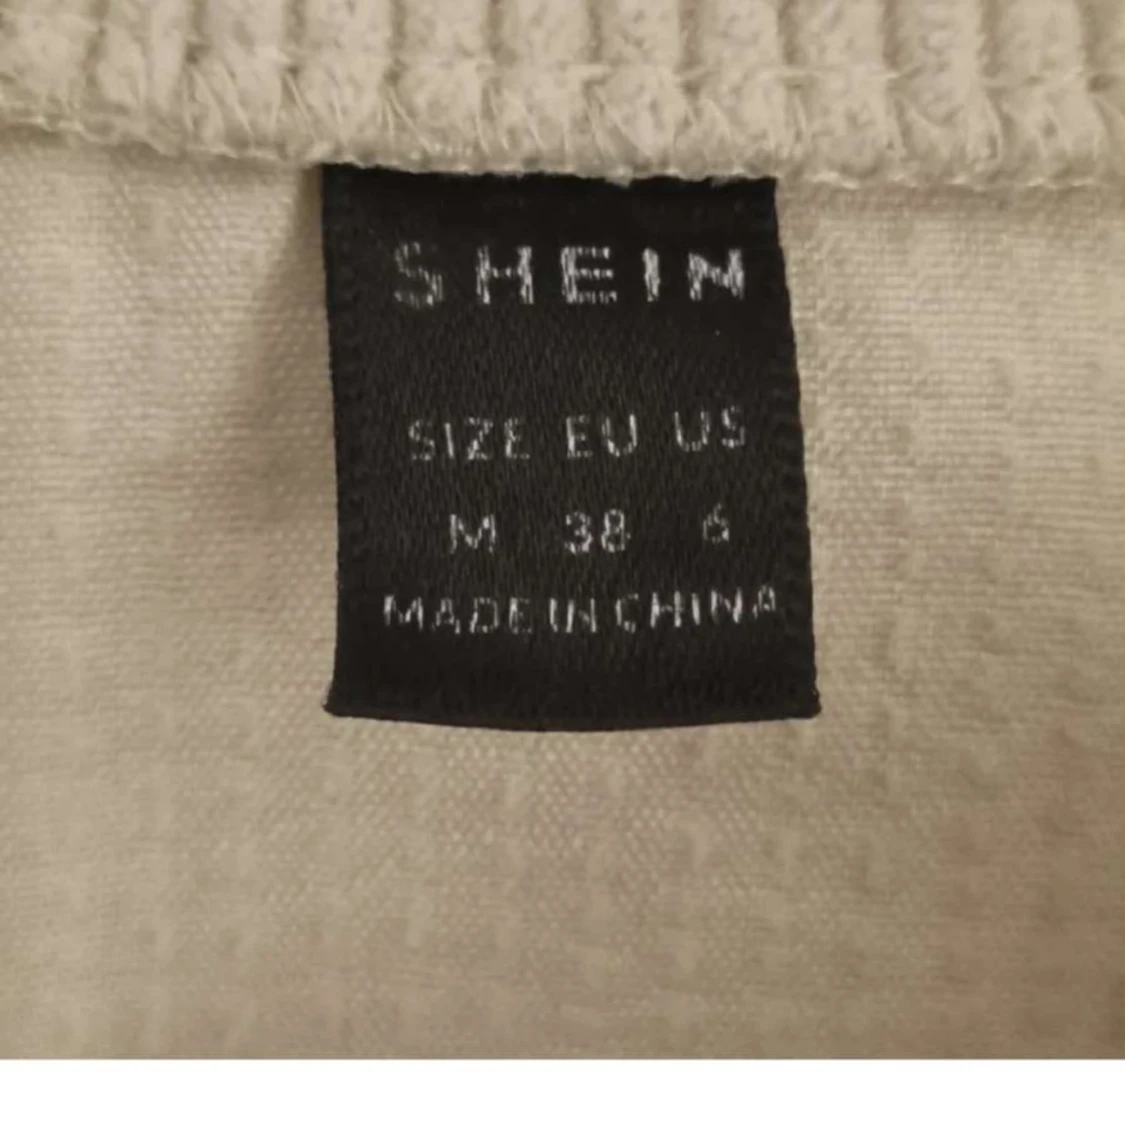 SHEIN
SIZE EU US
M 38 6
MADE IN CHINA